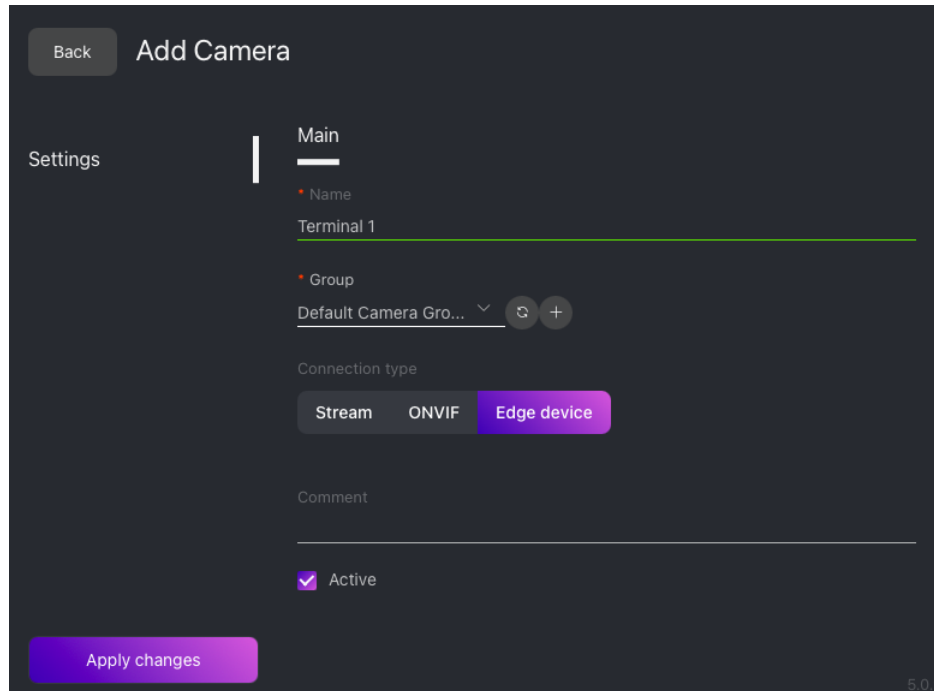 Back
Add Camera
Settings
Main
* Name
Terminal 1
* Group
Default Camera Gro...
Connection type
Stream ONVIF Edge device
Comment
Active
Apply changes
5.0